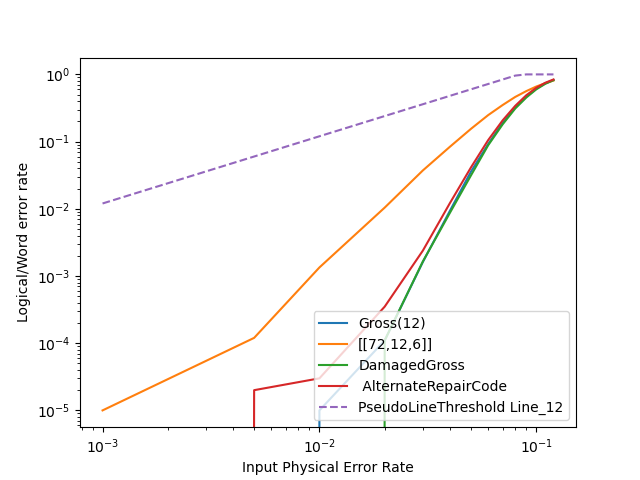 10⁰
10⁻¹
10⁻²
10⁻³
10⁻⁴
10⁻⁵
Logical/Word error rate
Gross(12)
[[72,12,6]]
DamagedGross
AlternateRepairCode
PseudoLineThreshold Line_12
10⁻³ 10⁻² 10⁻¹
Input Physical Error Rate